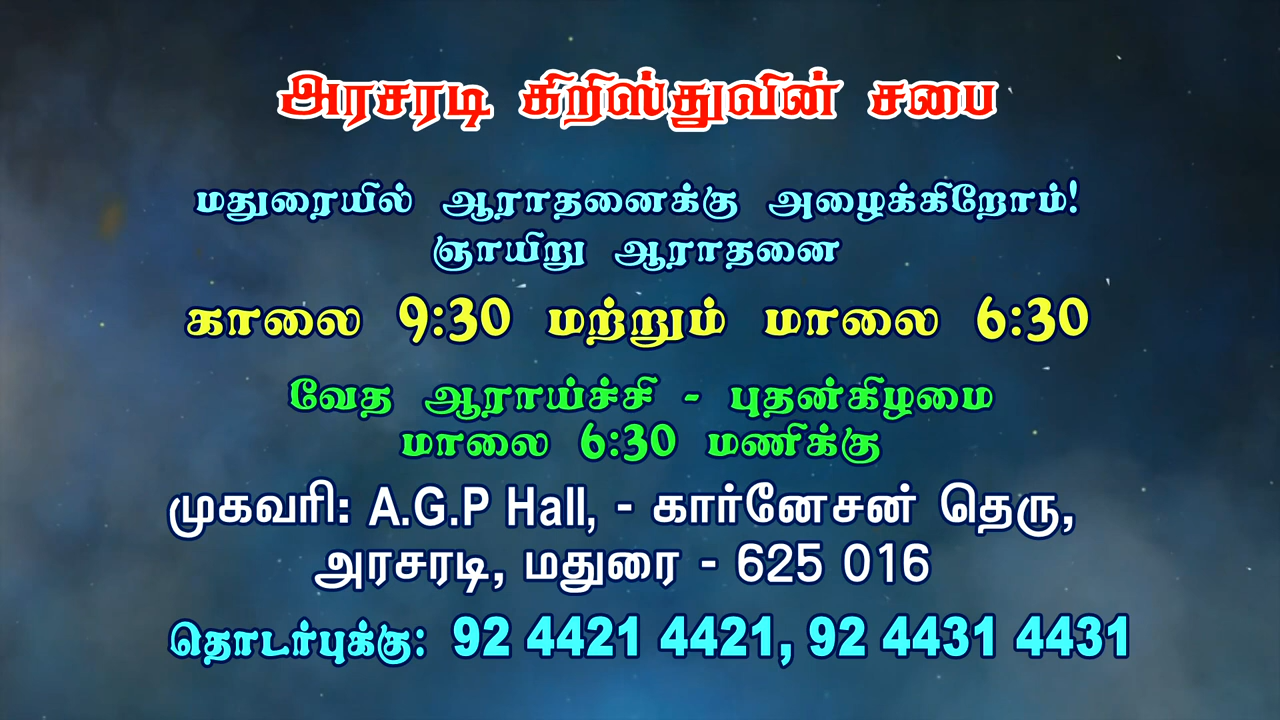 அரசரடி கிறிஸ்துவின் சபை
மதுரையில் ஆராதனைக்கு அழைக்கிறோம்!
ஞாயிறு ஆராதனை
காலை 9:30 மற்றும் மாலை 6:30
வேத ஆராய்ச்சி - புதன்கிழமை
மாலை 6:30 மணிக்கு
முகவரி: A.G.P Hall, - கார்னேசன் தெரு,
அரசரடி, மதுரை - 625 016
தொடர்புக்கு: 92 4421 4421, 92 4431 4431